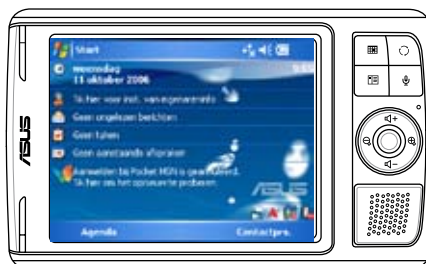 Start
woensdag
11 oktober 2006
Tik hier voor inst. van eigenaarsinfo
Geen ongelezen berichten
Geen taken
Geen aanstaande afspraken
Aanmelden bij Pocket MSN is geannuleerd.
Tik hier om het opnieuw te proberen.
ASUS
ASUS
Agenda
Contactprs.